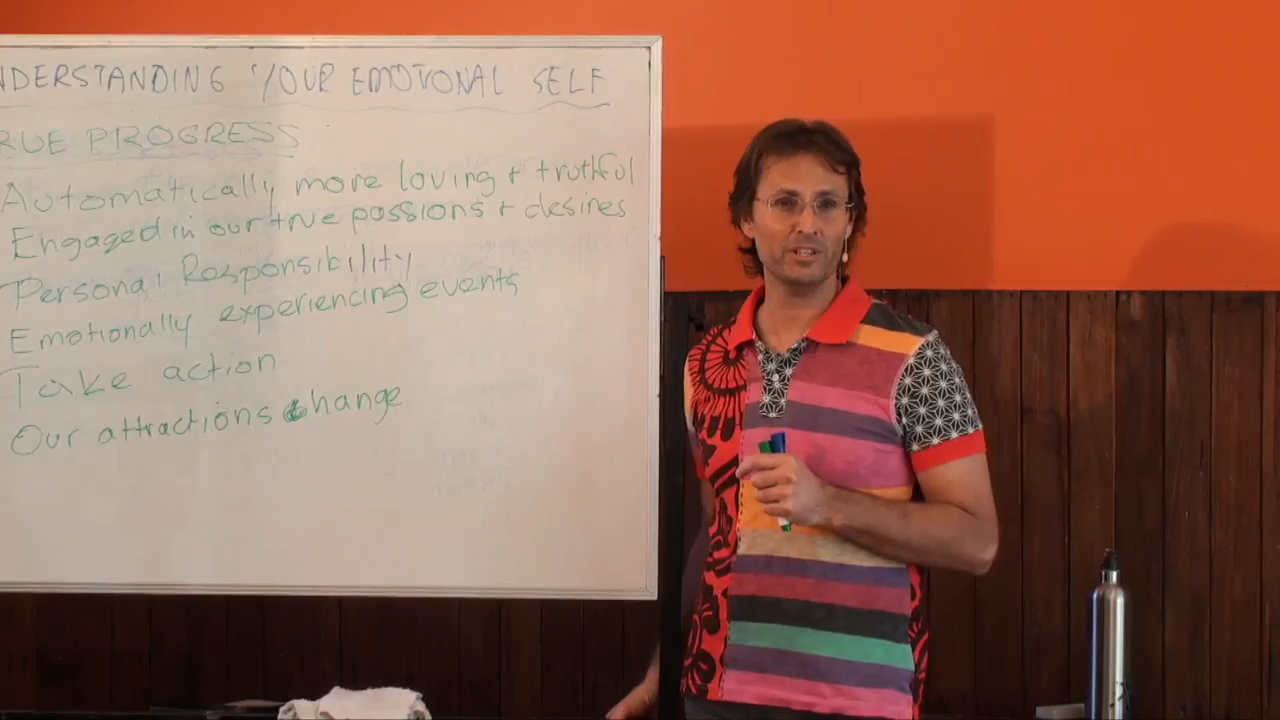 NDERSTANDING YOUR EMOTIONAL SELF
RUE PROGRESS
Automatically more loving + truthful
Engaged in our true passions + desires
Personal Responsibility
Emotionally experiencing events
Take action
Our attractions change